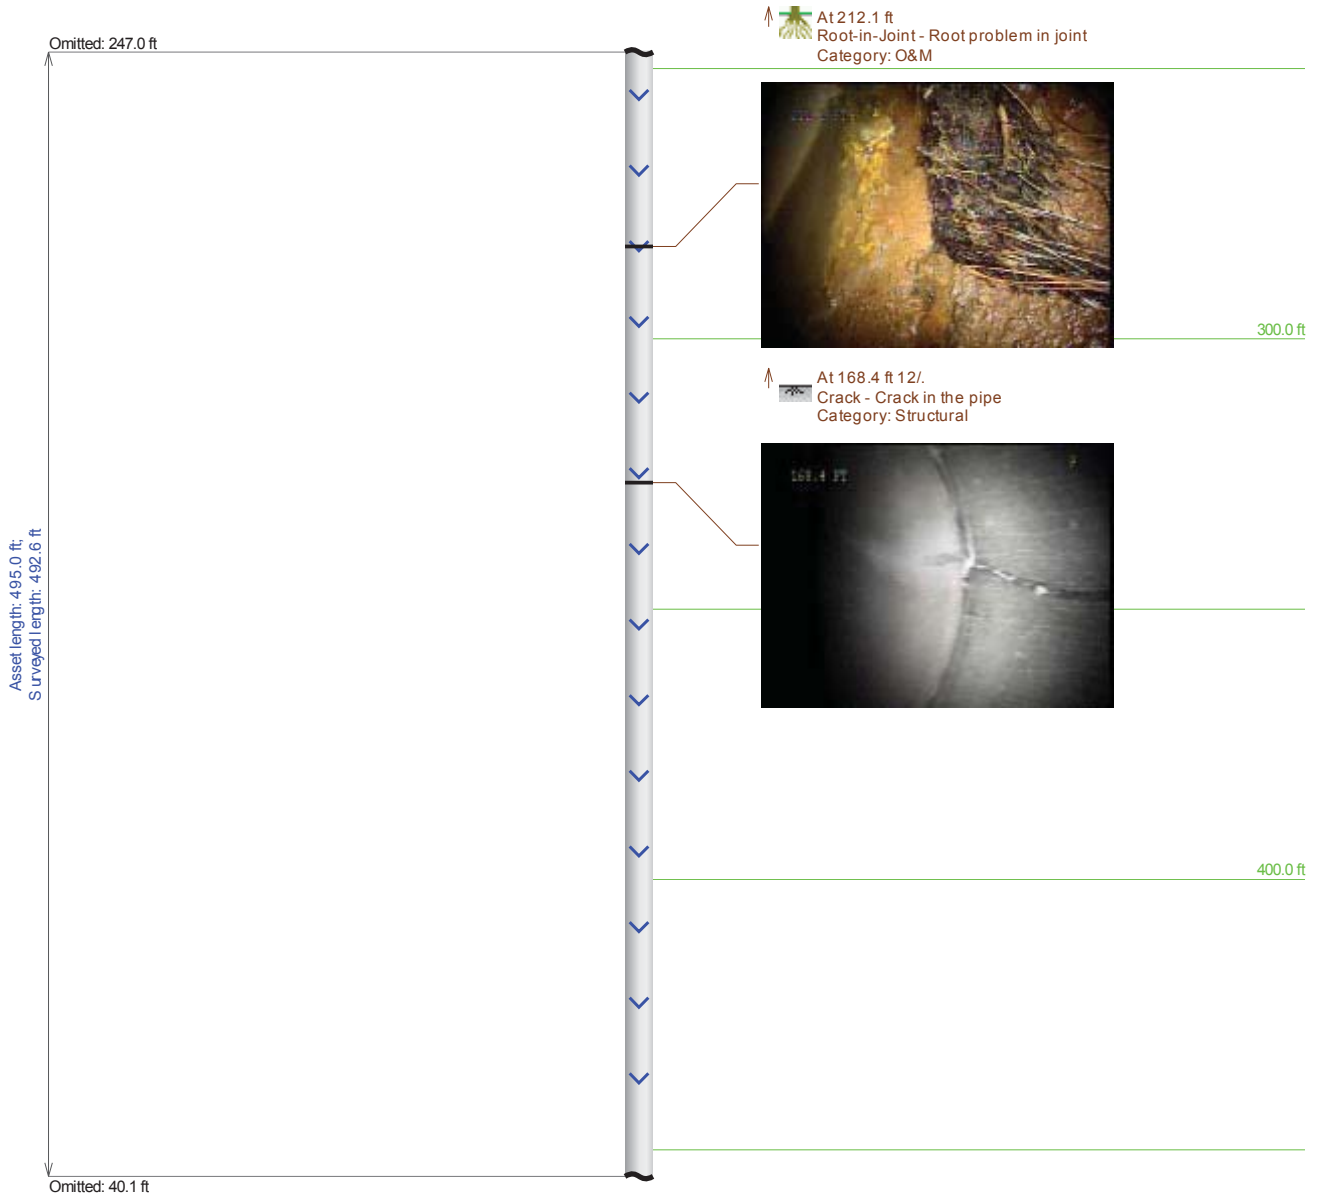 At 212.1 ft
Root-in-Joint - Root problem in joint
Category: O&M
Omitted: 247.0 ft
300.0 ft
At 168.4 ft 12/.
Crack - Crack in the pipe
Category: Structural
168.4 FT
Asset length: 495.0 ft;
Surveyed length: 492.6 ft
400.0 ft
Omitted: 40.1 ft